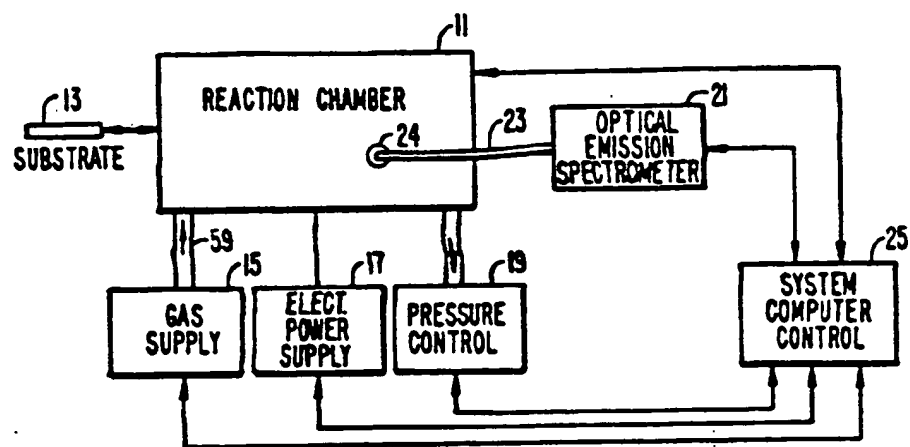 11
REACTION CHAMBER
13
SUBSTRATE
24
23
21
OPTICAL
EMISSION
SPECTROMETER
59
15
GAS
SUPPLY
17
ELECT.
POWER
SUPPLY
19
PRESSURE
CONTROL
25
SYSTEM
COMPUTER
CONTROL